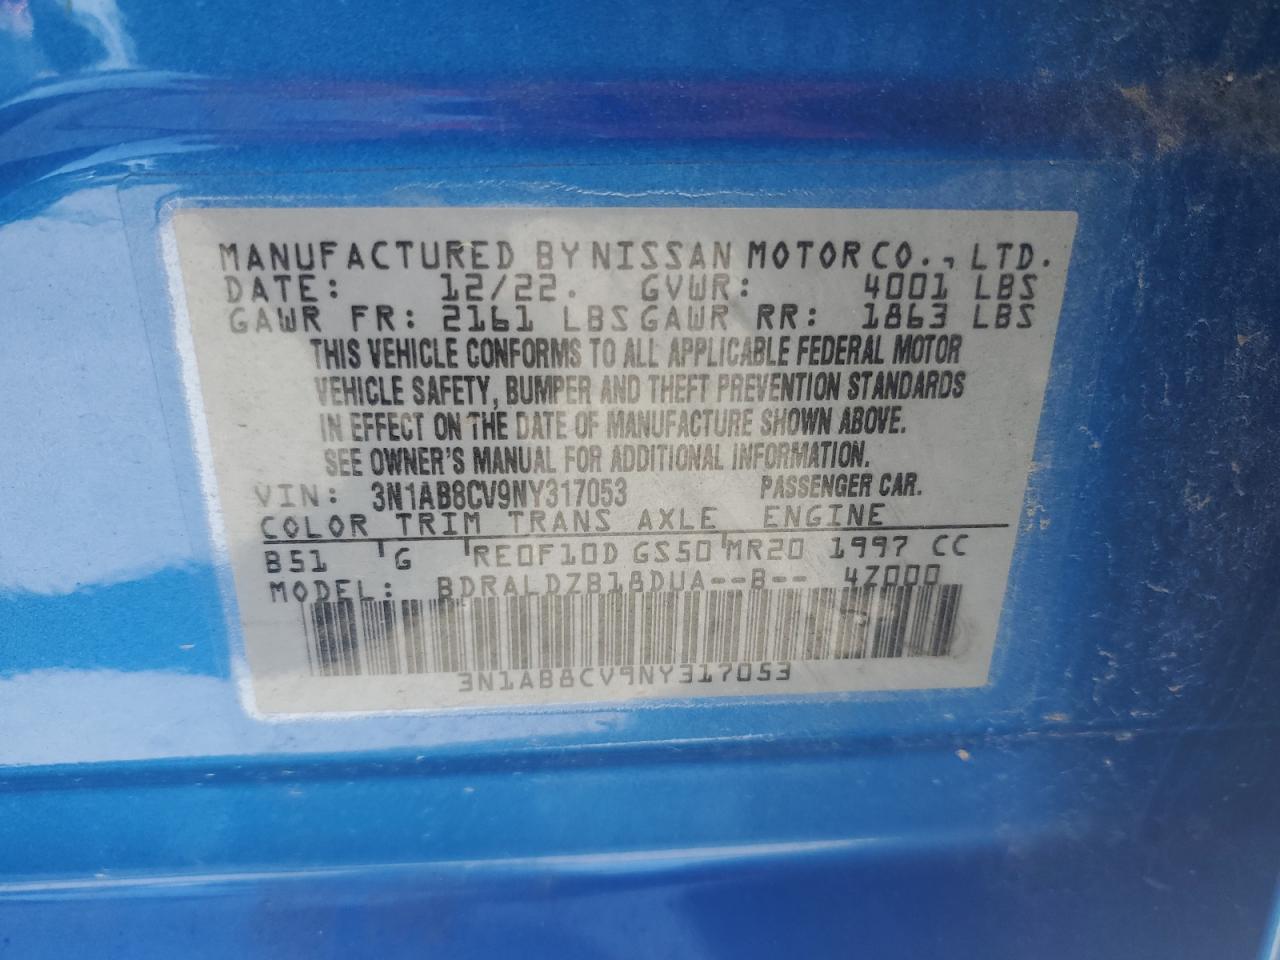 MANUFACTURED BY NISSAN MOTOR CO., LTD.
DATE: 12/22. GVWR: 4001 LBS
GAWR FR: 2161 LBS GAWR RR: 1863 LBS
THIS VEHICLE CONFORMS TO ALL APPLICABLE FEDERAL MOTOR
VEHICLE SAFETY, BUMPER AND THEFT PREVENTION STANDARDS
IN EFFECT ON THE DATE OF MANUFACTURE SHOWN ABOVE.
SEE OWNER'S MANUAL FOR ADDITIONAL INFORMATION.
VIN: 3N1AB8CV9NY317053 PASSENGER CAR.
COLOR TRIM TRANS AXLE ENGINE
B51 G RE0F10D GS50 MR20 1997 CC
MODEL: BDRALDZB18DUA--B-- 4Z000
3N1AB8CV9NY317053